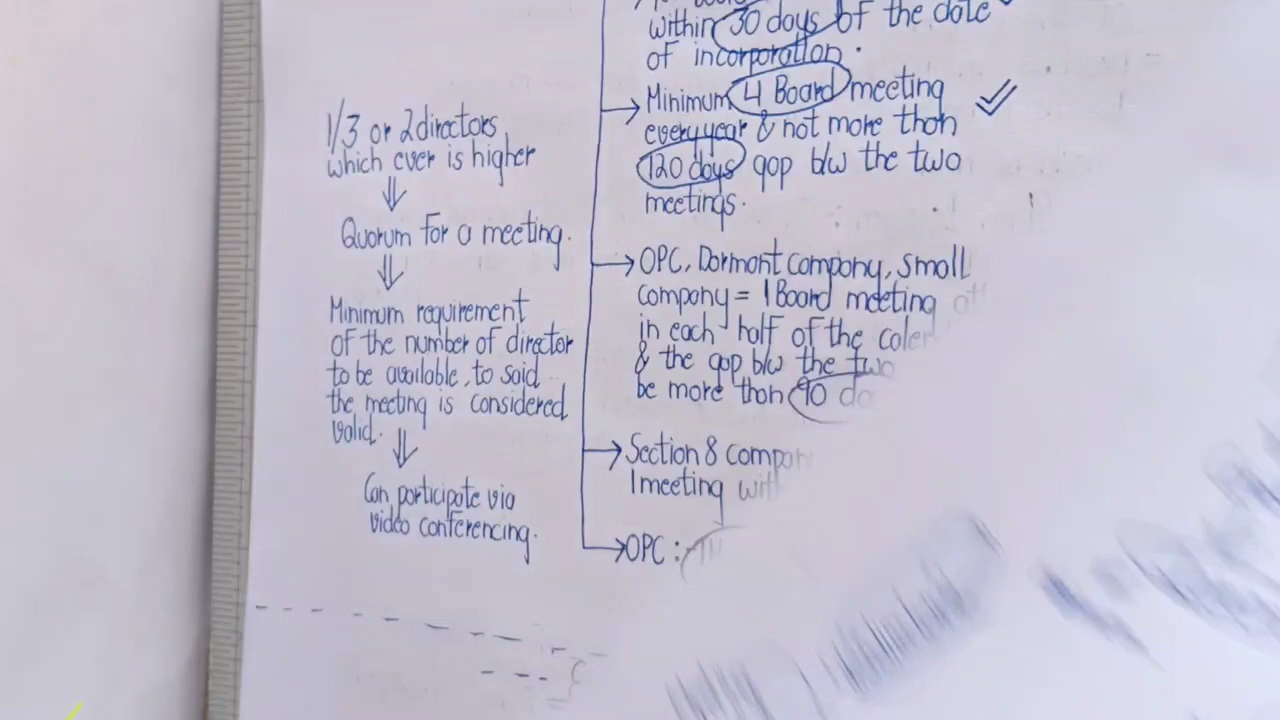 1/3 or 2 directors
which ever is higher
Quorum for a meeting.
Minimum requirement
of the number of director
to be available, to said
the meeting is considered
valid.
Can participate via
video conferencing.
within 30 days of the date
of incorporation.
Minimum 4 Board meeting
every year & not more than
120 days gap b/w the two
meetings.
OPC, Dormant company, small
company = 1 Board meeting
in each half of the
& the gap b/w the two
be more than 90
Section 8
1 meeting
OPC :-